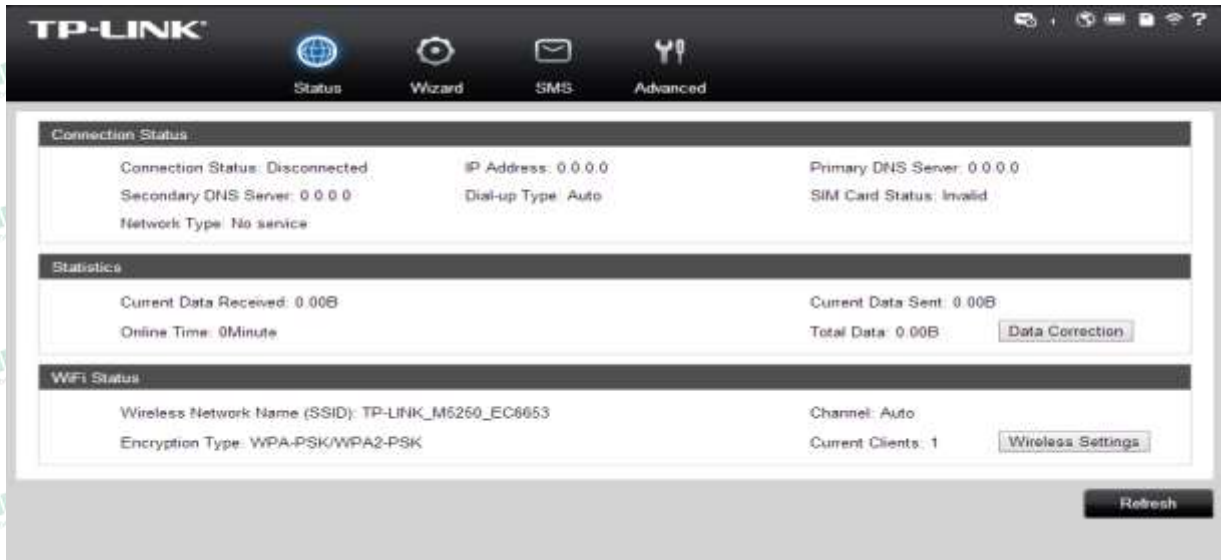 TP-LINK
?
Status Wizard SMS Advanced
Connection Status
Connection Status: Disconnected IP Address: 0.0.0.0 Primary DNS Server: 0.0.0.0
Secondary DNS Server: 0.0.0.0 Dial-up Type: Auto SIM Card Status: Invalid
Network Type: No service
Statistics
Current Data Received: 0.00B Current Data Sent: 0.00B
Online Time: 0Minute Total Data: 0.00B Data Correction
WiFi Status
Wireless Network Name (SSID): TP-LINK_M5250_EC6653 Channel: Auto
Encryption Type: WPA-PSK/WPA2-PSK Current Clients: 1 Wireless Settings
Refresh